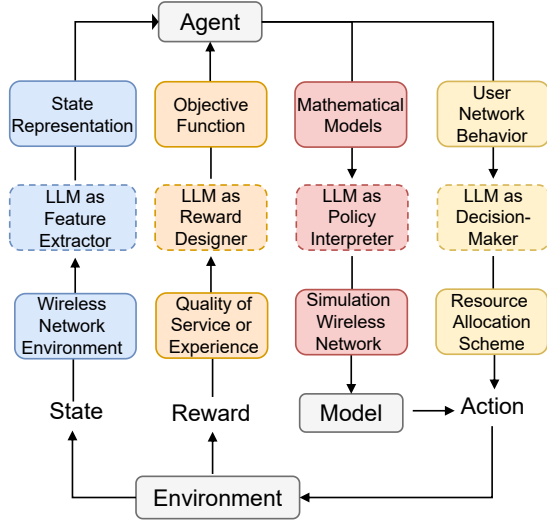 Agent
State
Representation
Objective
Function
Mathematical
Models
User
Network
Behavior
LLM as
Feature
Extractor
LLM as
Reward
Designer
LLM as
Policy
Interpreter
LLM as
Decision-
Maker
Wireless
Network
Environment
Quality of
Service or
Experience
Simulation
Wireless
Network
Resource
Allocation
Scheme
State
Reward
Model
Action
Environment